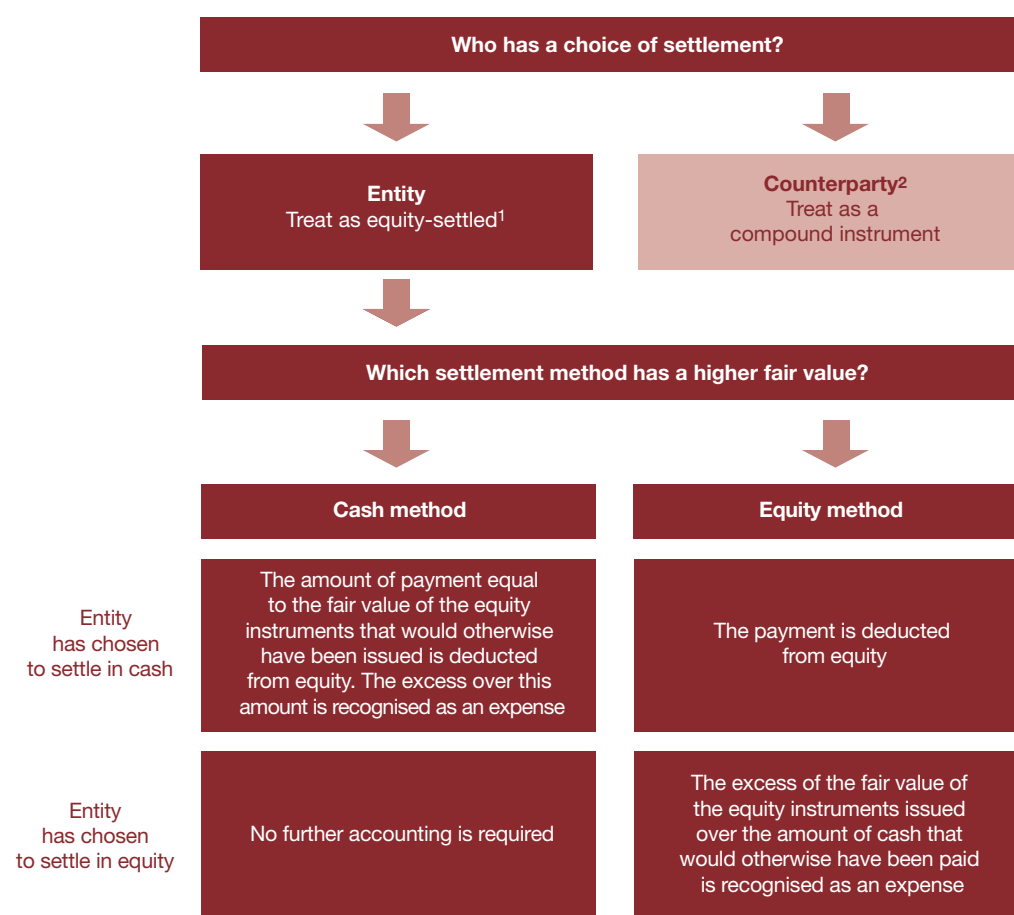 Who has a choice of settlement?
Entity
Treat as equity-settled1
Counterparty2
Treat as a
compound instrument
Which settlement method has a higher fair value?
Cash method
Equity method
Entity
has chosen
to settle in cash
The amount of payment equal
to the fair value of the equity
instruments that would otherwise
have been issued is deducted
from equity. The excess over this
amount is recognised as an expense
The payment is deducted
from equity
Entity
has chosen
to settle in equity
No further accounting is required
The excess of the fair value of
the equity instruments issued
over the amount of cash that
would otherwise have been paid
is recognised as an expense